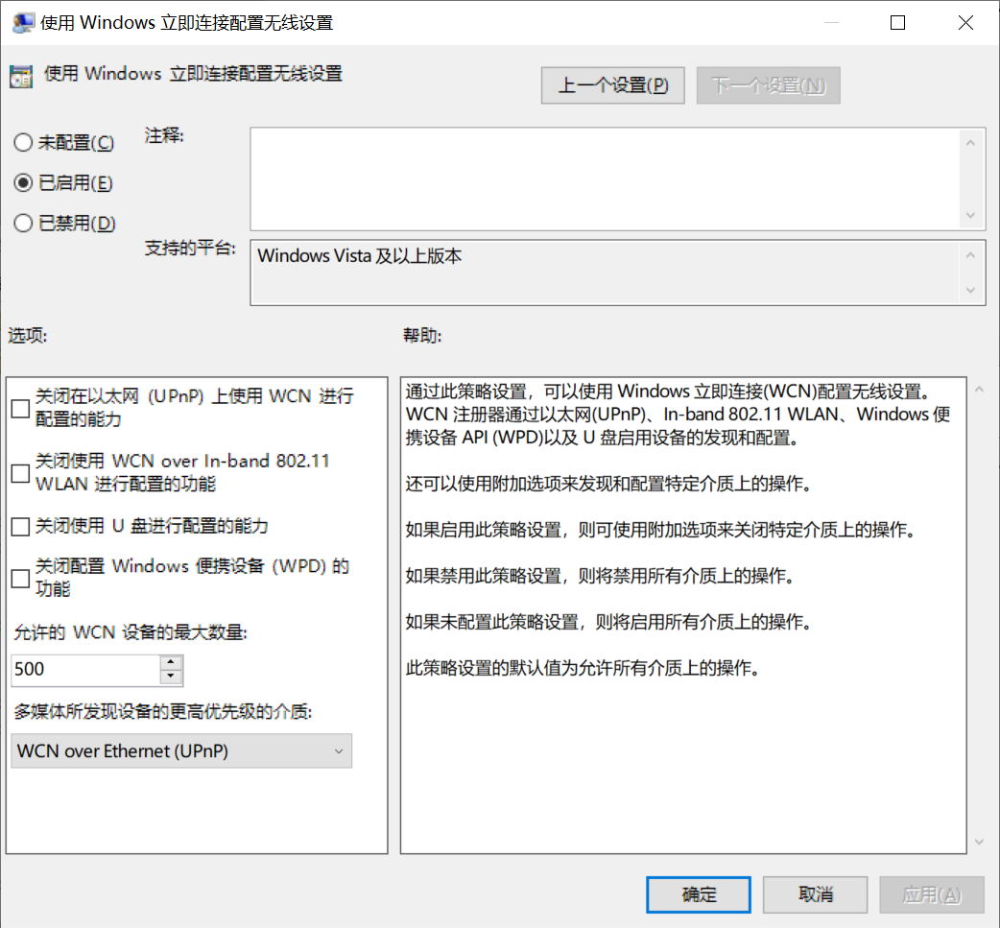 使用 Windows 立即连接配置无线设置
使用 Windows 立即连接配置无线设置
上一个设置(P)
下一个设置(N)
未配置(C)
已启用(E)
已禁用(D)
注释:
支持的平台:
Windows Vista 及以上版本
选项:
帮助:
关闭在以太网 (UPnP) 上使用 WCN 进行
配置的能力
关闭使用 WCN over In-band 802.11
WLAN 进行配置的功能
关闭使用 U 盘进行配置的能力
关闭配置 Windows 便携设备 (WPD) 的
功能
允许的 WCN 设备的最大数量:
500
多媒体所发现设备的更高优先级的介质:
WCN over Ethernet (UPnP)
通过此策略设置，可以使用 Windows 立即连接(WCN)配置无线设置。
WCN 注册器通过以太网(UPnP)、In-band 802.11 WLAN、Windows 便
携设备 API (WPD)以及 U 盘启用设备的发现和配置。
还可以使用附加选项来发现和配置特定介质上的操作。
如果启用此策略设置，则可使用附加选项来关闭特定介质上的操作。
如果禁用此策略设置，则将禁用所有介质上的操作。
如果未配置此策略设置，则将启用所有介质上的操作。
此策略设置的默认值为允许所有介质上的操作。
确定
取消
应用(A)